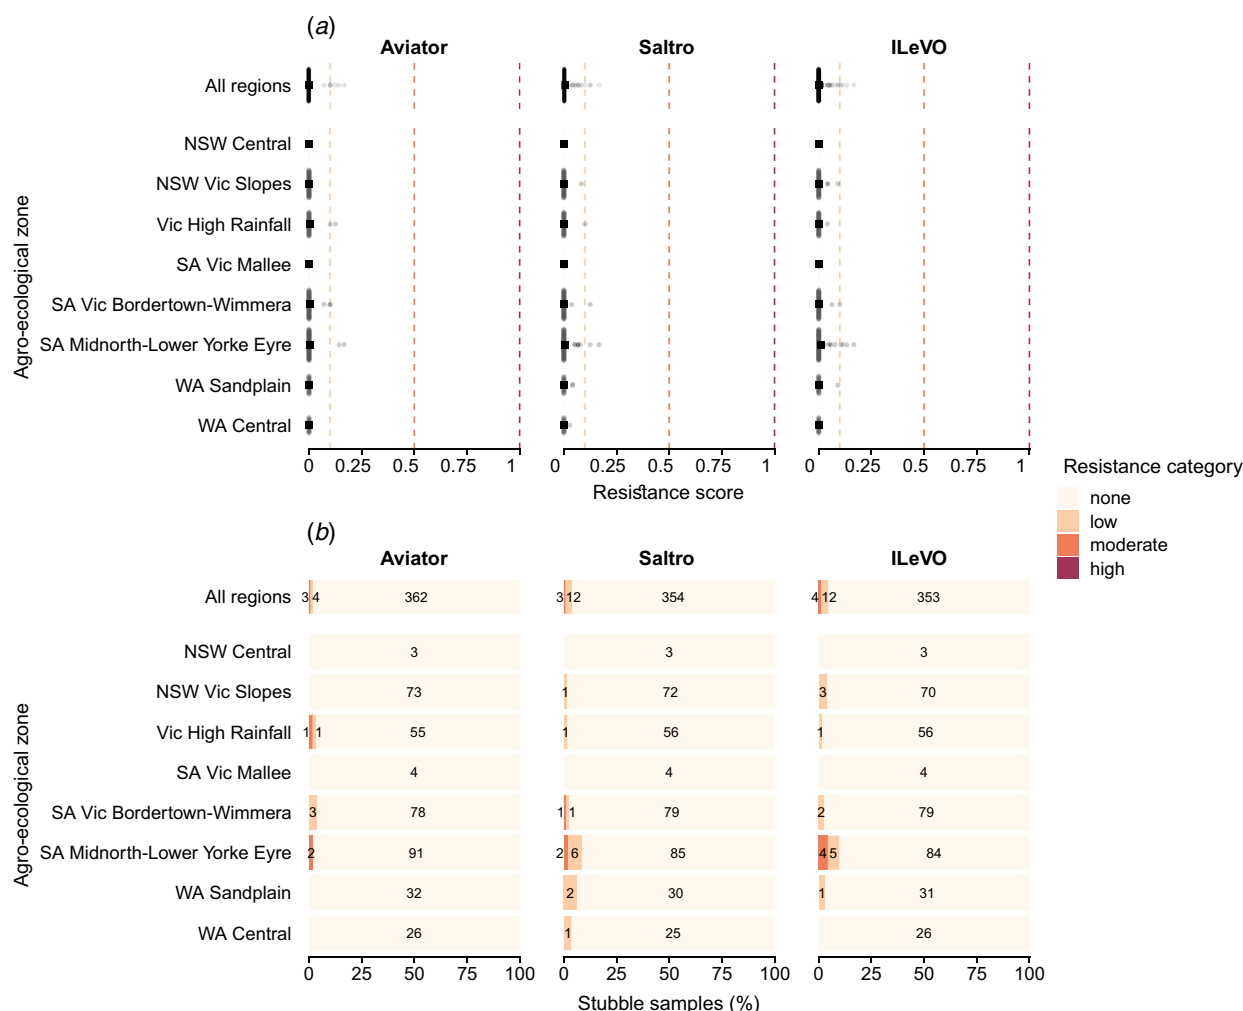 (a)
Aviator Saltro ILeVO
All regions
NSW Central
NSW Vic Slopes
Vic High Rainfall
SA Vic Mallee
SA Vic Bordertown-Wimmera
SA Midnorth-Lower Yorke Eyre
WA Sandplain
WA Central
Agro-ecological zone
0 0.25 0.5 0.75 1 0 0.25 0.5 0.75 1 0 0.25 0.5 0.75 1
Resistance score
Resistance category
none
low
moderate
high
(b)
Aviator Saltro ILeVO
All regions 3 4 362 3 12 354 4 12 353
NSW Central 3 3 3
NSW Vic Slopes 73 1 72 3 70
Vic High Rainfall 1 1 55 1 56 1 56
SA Vic Mallee 4 4 4
SA Vic Bordertown-Wimmera 3 78 1 1 79 2 79
SA Midnorth-Lower Yorke Eyre 2 91 2 6 85 4 5 84
WA Sandplain 32 2 30 1 31
WA Central 26 1 25 26
Agro-ecological zone
0 25 50 75 100 0 25 50 75 100 0 25 50 75 100
Stubble samples (%)